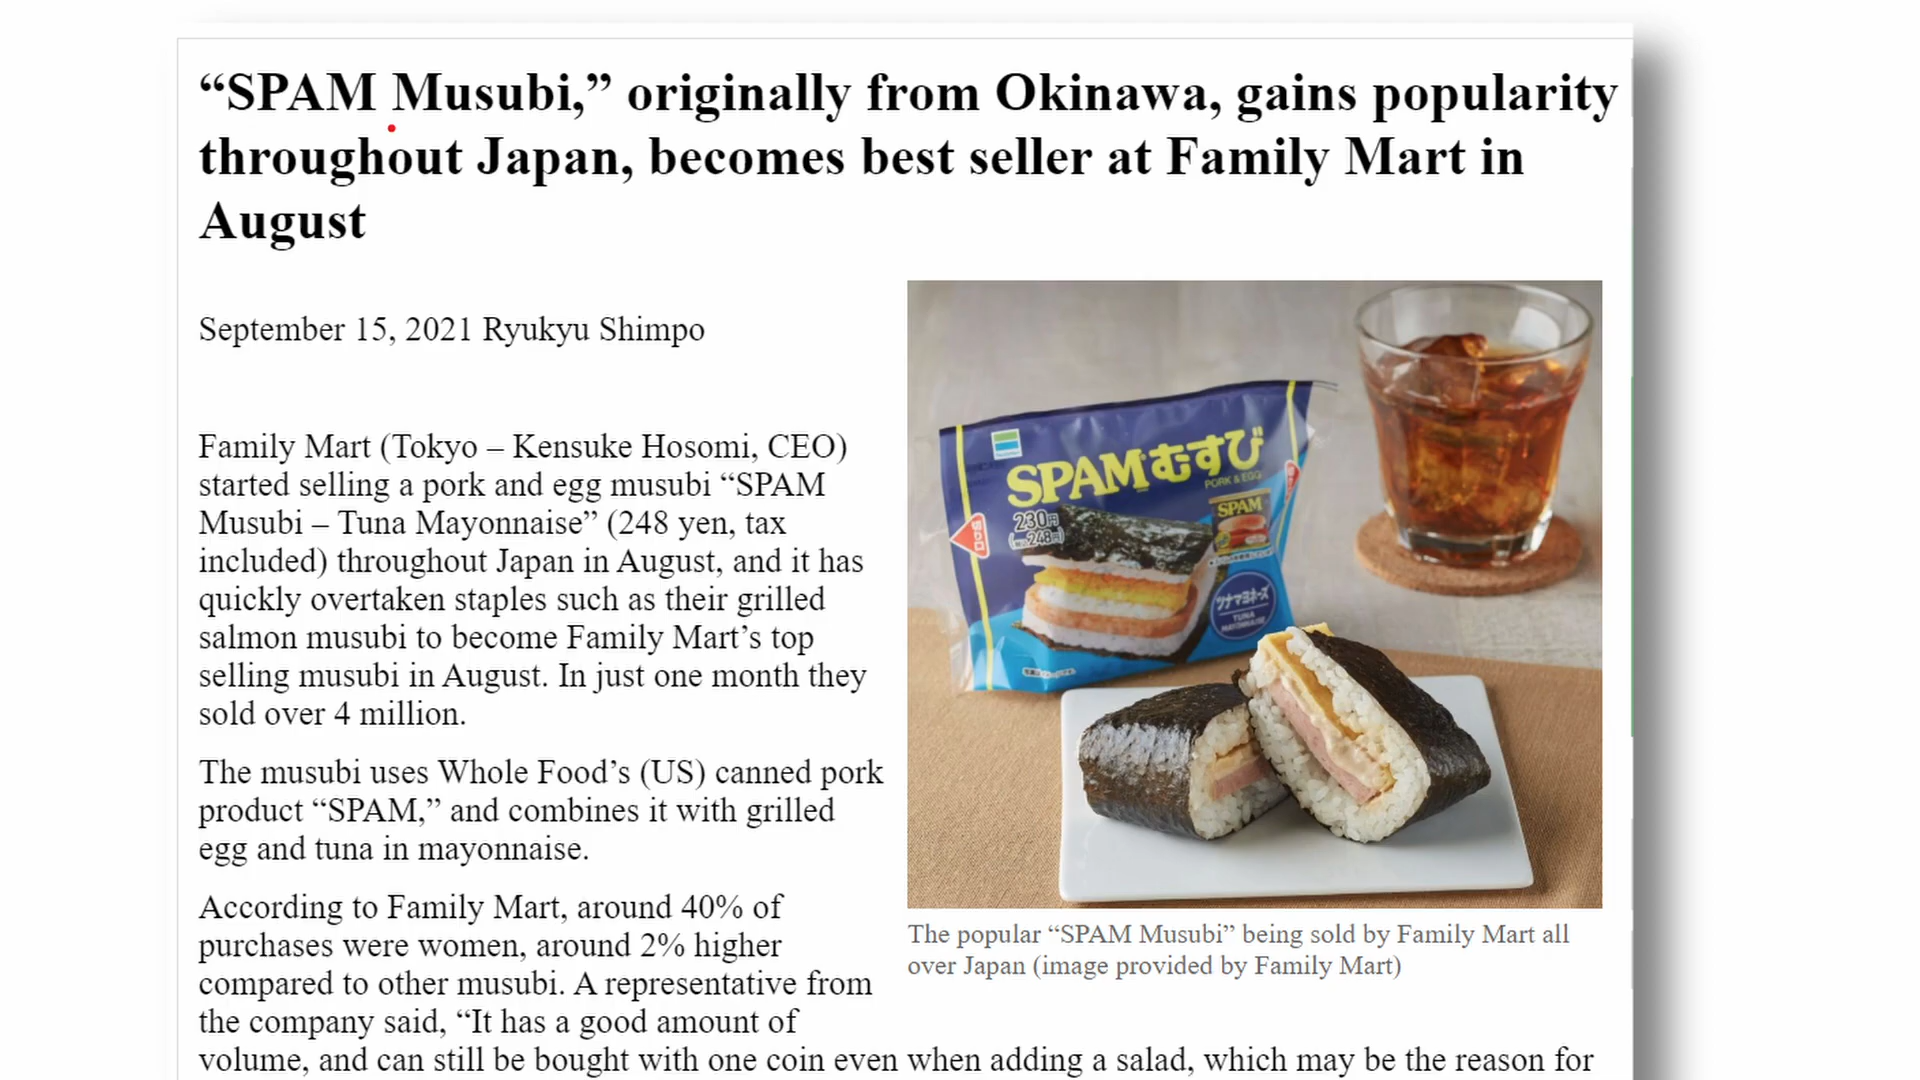 “SPAM Musubi,” originally from Okinawa, gains popularity
throughout Japan, becomes best seller at Family Mart in
August
September 15, 2021 Ryukyu Shimpo
Family Mart (Tokyo – Kensuke Hosomi, CEO)
started selling a pork and egg musubi “SPAM
Musubi – Tuna Mayonnaise” (248 yen, tax
included) throughout Japan in August, and it has
quickly overtaken staples such as their grilled
salmon musubi to become Family Mart’s top
selling musubi in August. In just one month they
sold over 4 million.
The musubi uses Whole Food’s (US) canned pork
product “SPAM,” and combines it with grilled
egg and tuna in mayonnaise.
According to Family Mart, around 40% of
purchases were women, around 2% higher
compared to other musubi. A representative from
the company said, “It has a good amount of
volume, and can still be bought with one coin even when adding a salad, which may be the reason for
SPAMむすび
PORK & EGG
230円
(税込248円)
SPAM
ツナマヨネーズ
TUNA
MAYONNAISE
The popular “SPAM Musubi” being sold by Family Mart all
over Japan (image provided by Family Mart)